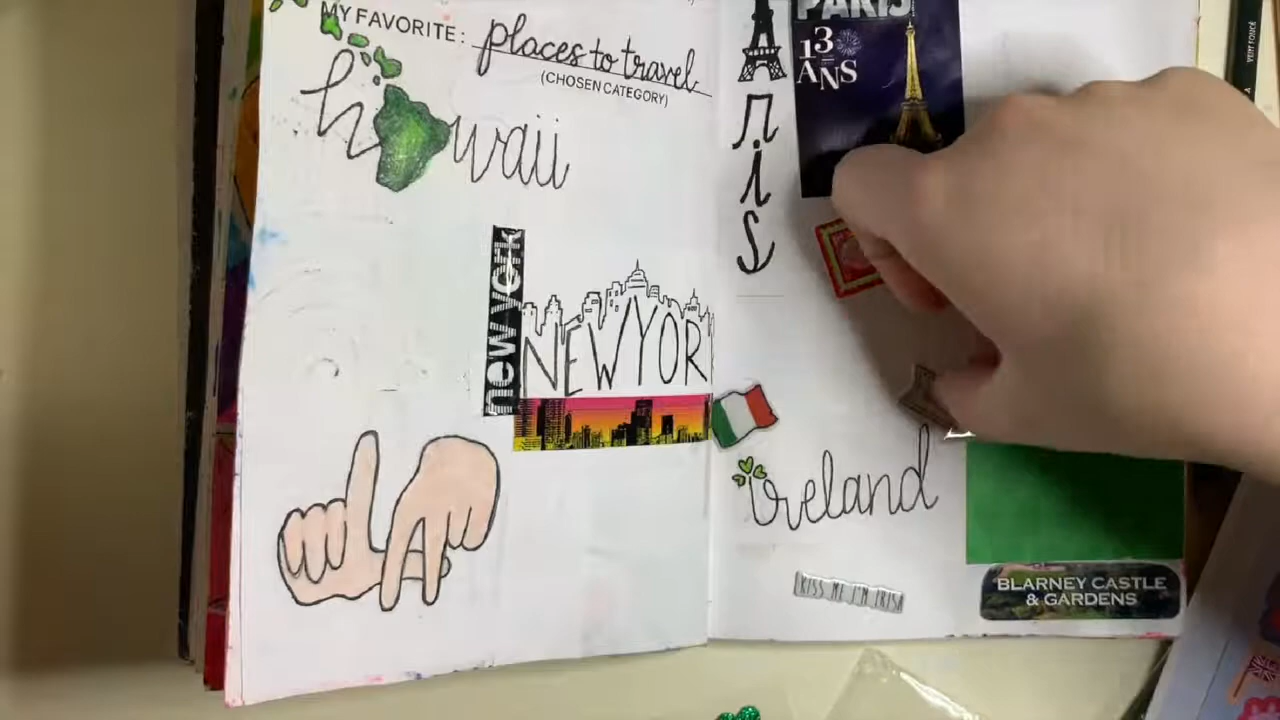 MY FAVORITE: places to travel
(CHOSEN CATEGORY)
hawaii
new york
NEWYOR
LA
PARIS
13
ANS
ireland
KISS ME I'M IRISH
BLARNEY CASTLE
& GARDENS